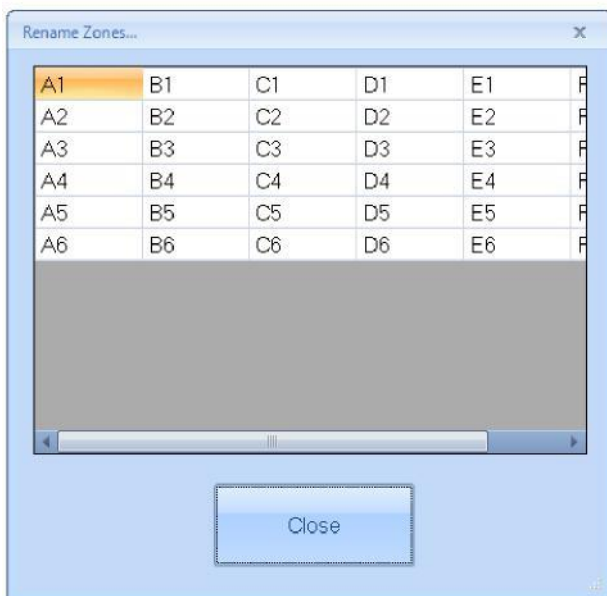 Rename Zones...
A1 B1 C1 D1 E1
A2 B2 C2 D2 E2
A3 B3 C3 D3 E3
A4 B4 C4 D4 E4
A5 B5 C5 D5 E5
A6 B6 C6 D6 E6
Close